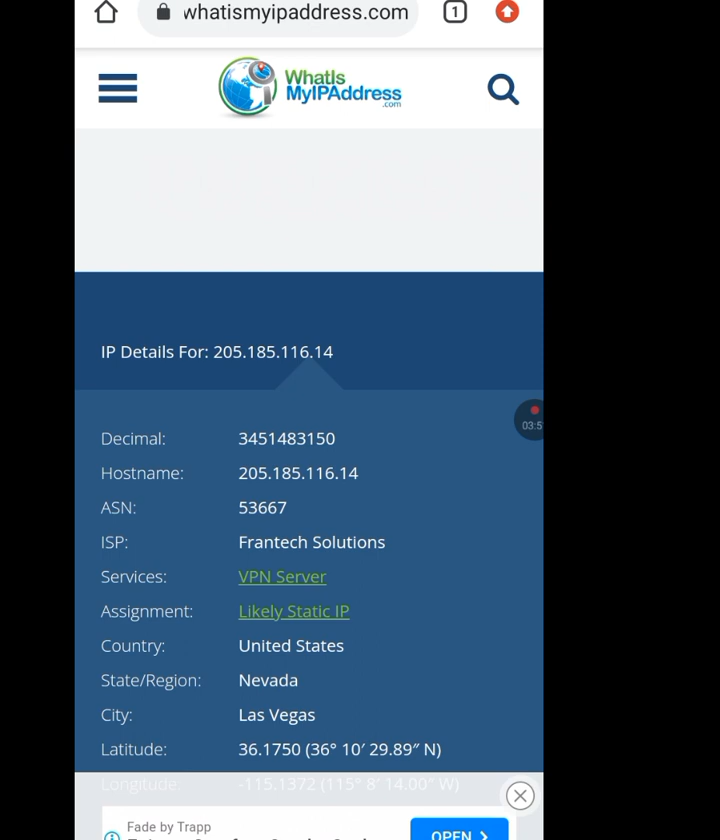 whatismyipaddress.com
1
WhatIs
MyIPAddress
.com
IP Details For: 205.185.116.14
03:5
Decimal: 3451483150
Hostname: 205.185.116.14
ASN: 53667
ISP: Frantech Solutions
Services: VPN Server
Assignment: Likely Static IP
Country: United States
State/Region: Nevada
City: Las Vegas
Latitude: 36.1750 (36° 10′ 29.89″ N)
Longitude: -115.1372 (115° 8′ 14.00″ W)
Fade by Trapp
OPEN